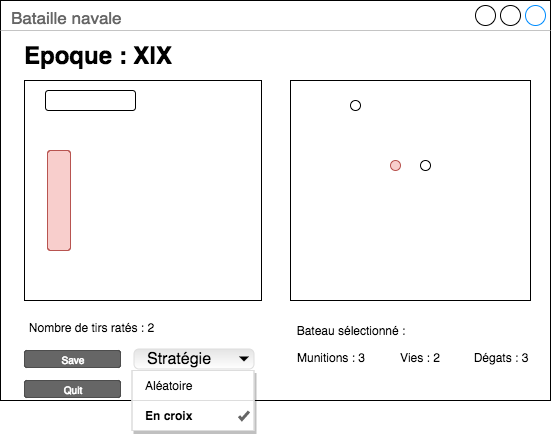 Bataille navale
Epoque : XIX
Nombre de tirs ratés : 2
Bateau sélectionné :
Munitions : 3 Vies : 2 Dégats : 3
Save
Stratégie
Aléatoire
Quit
En croix